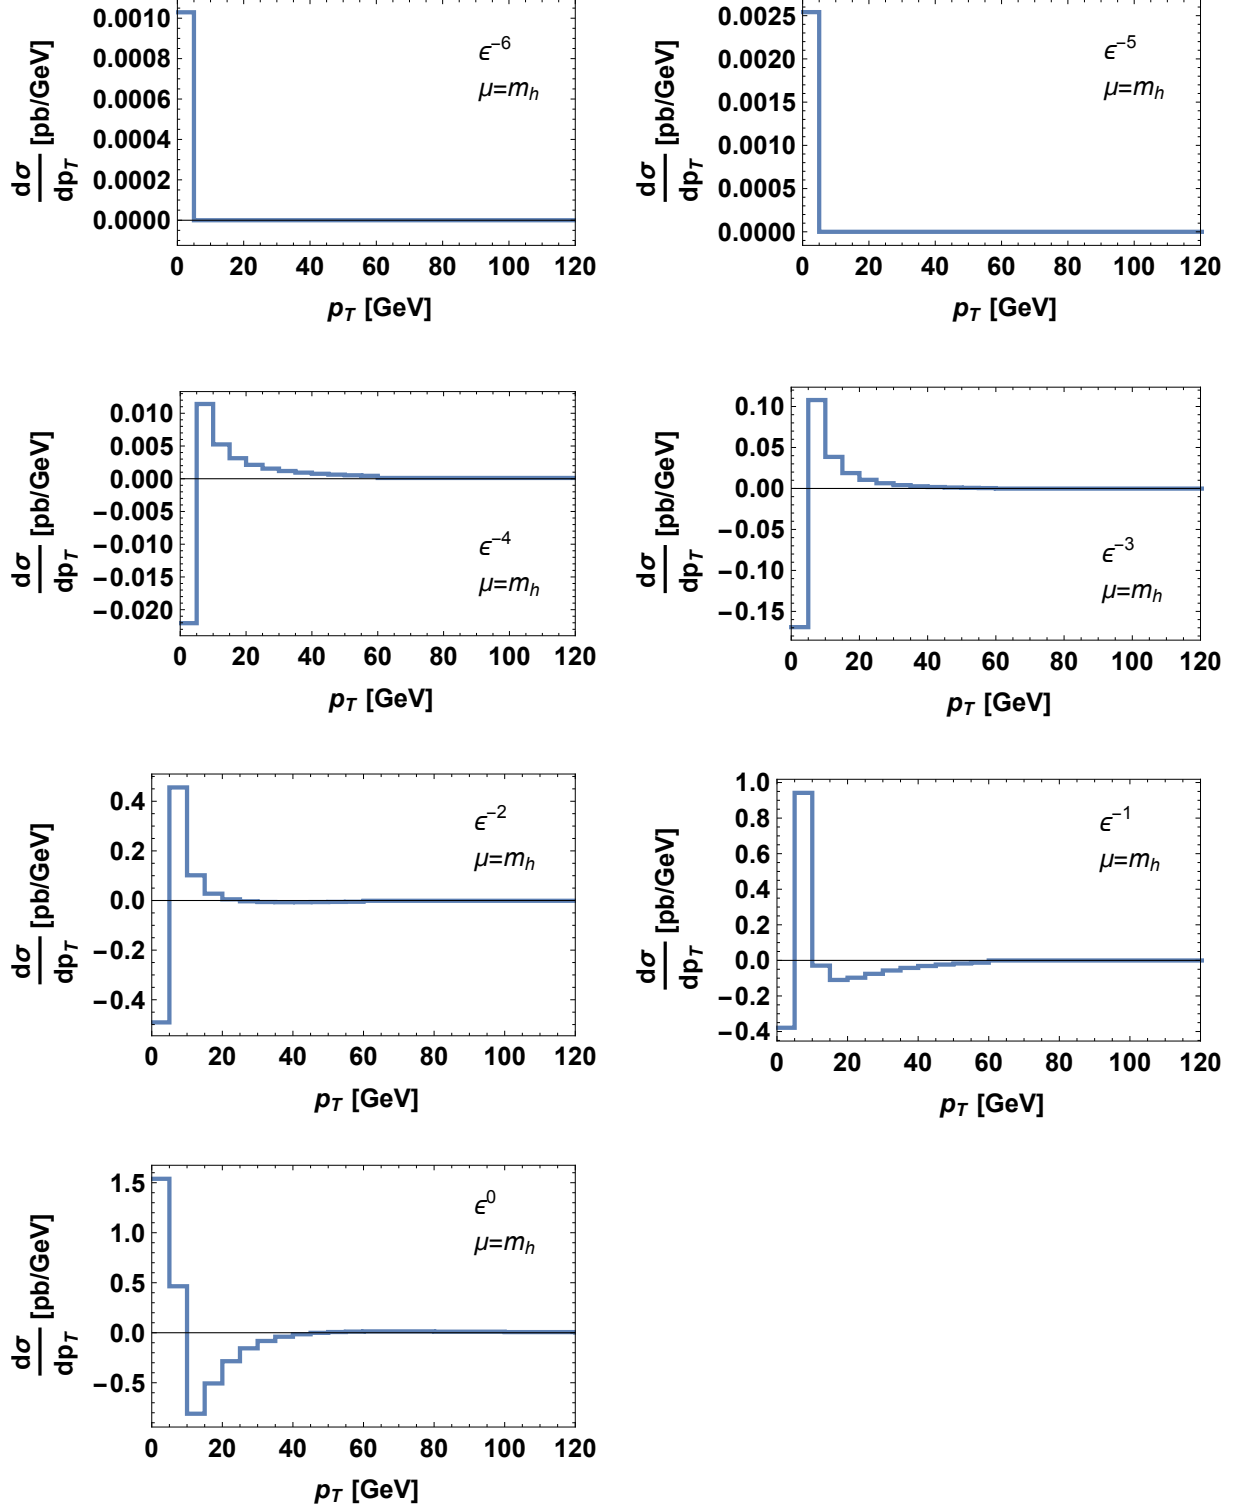 0.0010
0.0008
0.0006
0.0004
0.0002
0.0000
dσ/dp_T [pb/GeV]
ϵ^−6
μ=m_h
0 20 40 60 80 100 120
p_T [GeV]
0.0025
0.0020
0.0015
0.0010
0.0005
0.0000
dσ/dp_T [pb/GeV]
ϵ^−5
μ=m_h
0 20 40 60 80 100 120
p_T [GeV]
0.010
0.005
0.000
−0.005
−0.010
−0.015
−0.020
dσ/dp_T [pb/GeV]
ϵ^−4
μ=m_h
0 20 40 60 80 100 120
p_T [GeV]
0.10
0.05
0.00
−0.05
−0.10
−0.15
dσ/dp_T [pb/GeV]
ϵ^−3
μ=m_h
0 20 40 60 80 100 120
p_T [GeV]
0.4
0.2
0.0
−0.2
−0.4
dσ/dp_T [pb/GeV]
ϵ^−2
μ=m_h
0 20 40 60 80 100 120
p_T [GeV]
1.0
0.8
0.6
0.4
0.2
0.0
−0.2
−0.4
dσ/dp_T [pb/GeV]
ϵ^−1
μ=m_h
0 20 40 60 80 100 120
p_T [GeV]
1.5
1.0
0.5
0.0
−0.5
dσ/dp_T [pb/GeV]
ϵ^0
μ=m_h
0 20 40 60 80 100 120
p_T [GeV]